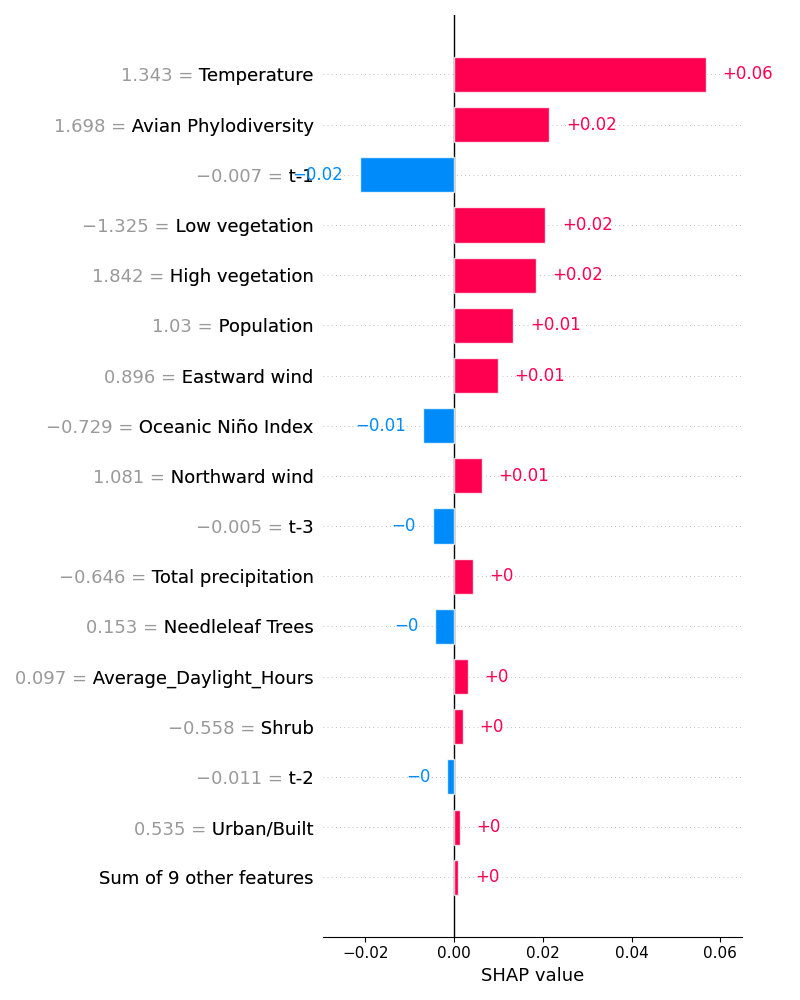 1.343 = Temperature +0.06
1.698 = Avian Phylodiversity +0.02
−0.007 = t-1 −0.02
−1.325 = Low vegetation +0.02
1.842 = High vegetation +0.02
1.03 = Population +0.01
0.896 = Eastward wind +0.01
−0.729 = Oceanic Niño Index −0.01
1.081 = Northward wind +0.01
−0.005 = t-3 −0
−0.646 = Total precipitation +0
0.153 = Needleleaf Trees −0
0.097 = Average_Daylight_Hours +0
−0.558 = Shrub +0
−0.011 = t-2 −0
0.535 = Urban/Built +0
Sum of 9 other features +0
−0.02 0.00 0.02 0.04 0.06
SHAP value